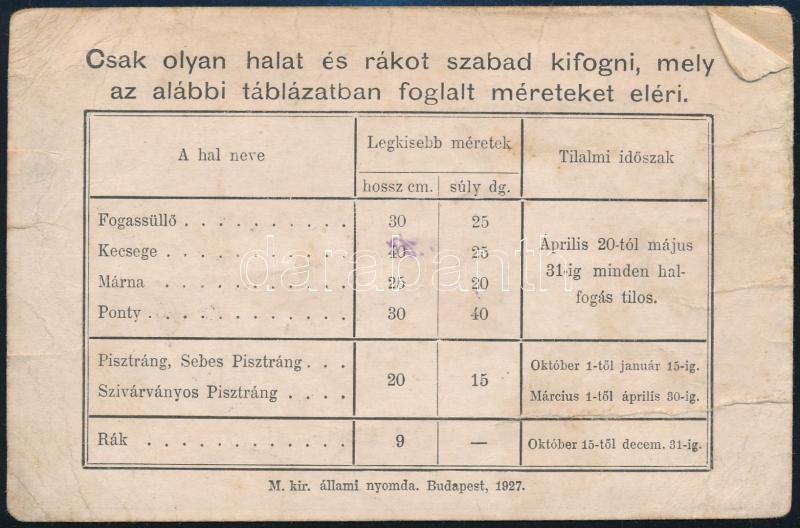 Csak olyan halat és rákot szabad kifogni, mely
az alábbi táblázatban foglalt méreteket eléri.
A hal neve
Legkisebb méretek
Tilalmi időszak
hossz cm. súly dg.
Fogassüllő . . . . . . . . . . . 30 25
Kecsege . . . . . . . . . . . . 40 25
Márna . . . . . . . . . . . . . 25 20
Ponty . . . . . . . . . . . . . 30 40
Április 20-tól május
31-ig minden hal-
fogás tilos.
Pisztráng, Sebes Pisztráng . . .
Szivárványos Pisztráng . . . .
20 15
Október 1-től január 15-ig.
Március 1-től április 30-ig.
Rák . . . . . . . . . . . . 9 — Október 15-től decem. 31-ig.
M. kir. állami nyomda. Budapest, 1927.
darabanth